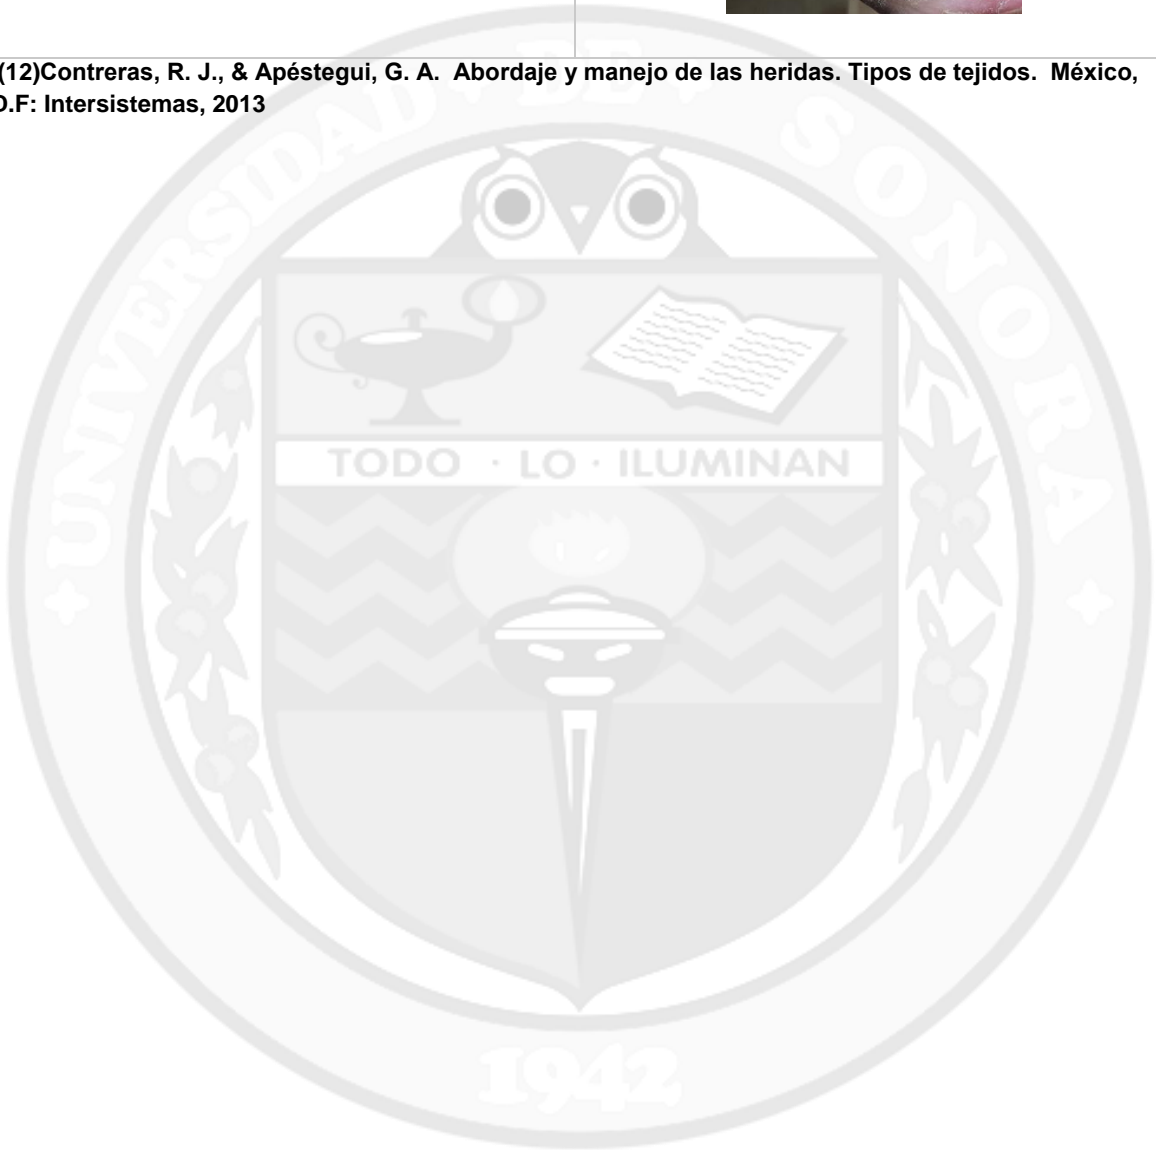 (12)Contreras, R. J., & Apéstegui, G. A. Abordaje y manejo de las heridas. Tipos de tejidos. México,
D.F: Intersistemas, 2013
UNIVERSIDAD DE SONORA
TODO · LO · ILUMINAN
1942